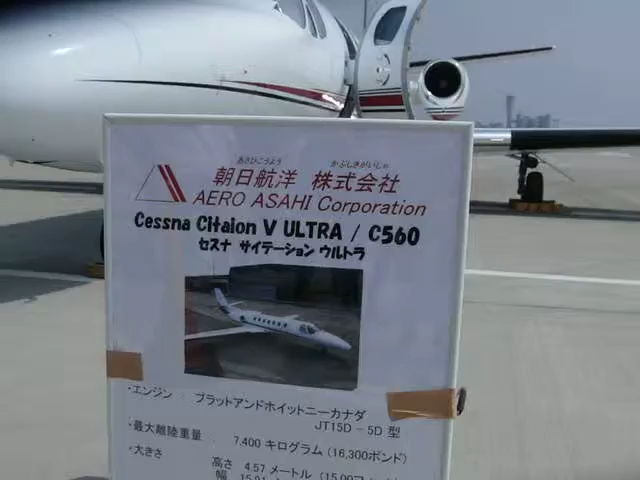 あさひこうよう かぶしきがいしゃ
朝日航洋 株式会社
AERO ASAHI Corporation
Cessna Citaion V ULTRA / C560
セスナ サイテーション ウルトラ
・エンジン : プラットアンドホイットニーカナダ
JT15D - 5D 型
・最大離陸重量 7,400 キログラム (16,300ポンド)
・大きさ
高さ 4.57 メートル
幅